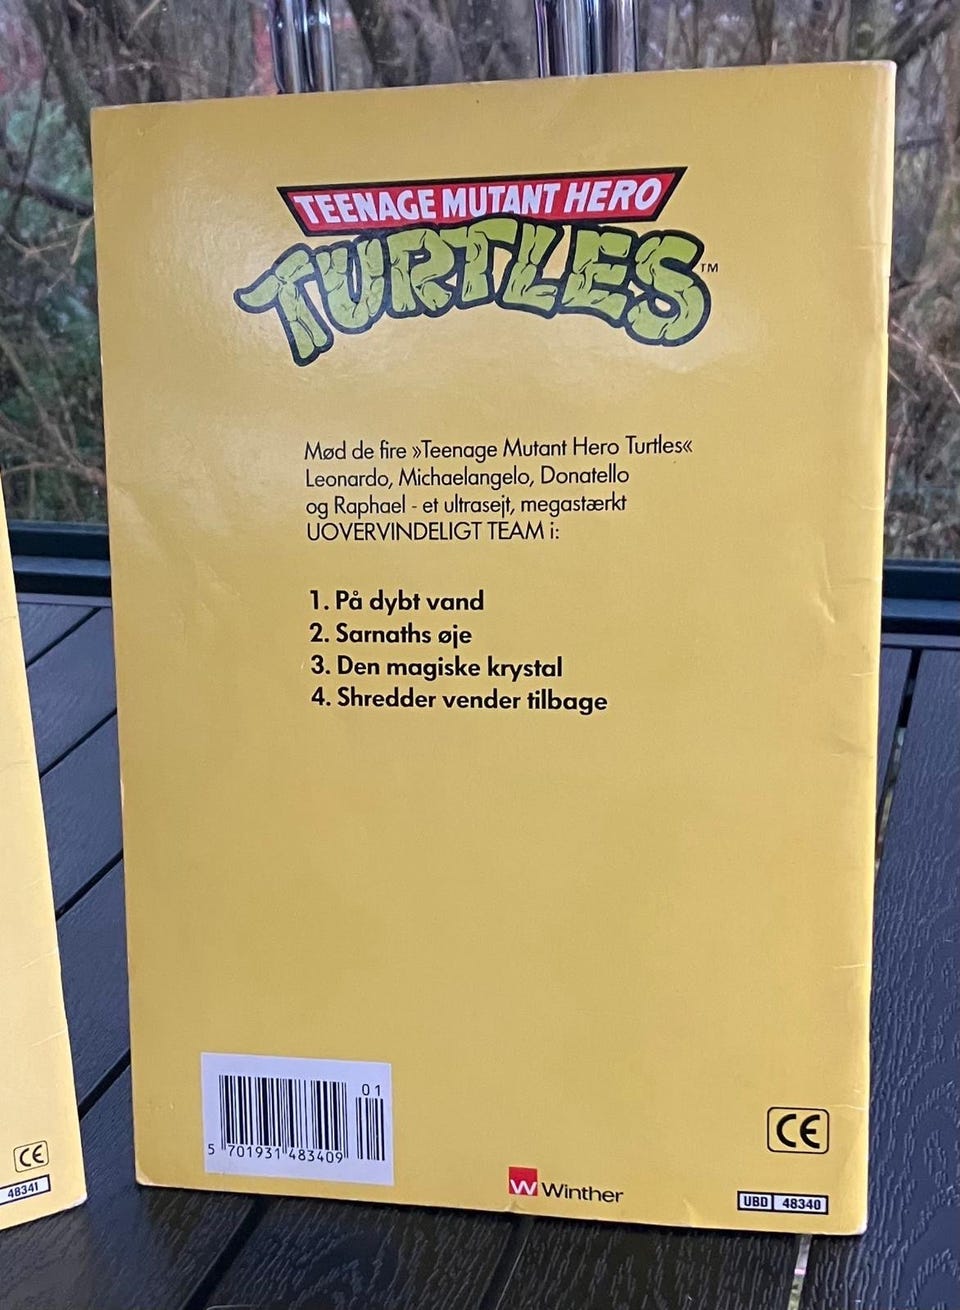 TEENAGE MUTANT HERO
TURTLES™
Mød de fire »Teenage Mutant Hero Turtles«
Leonardo, Michaelangelo, Donatello
og Raphael - et ultrasejt, megastærkt
UOVERVINDELIGT TEAM i:
1. På dybt vand
2. Sarnaths øje
3. Den magiske krystal
4. Shredder vender tilbage
01
5 701931 483409
CE
W Winther
UBD 48340
CE
48341